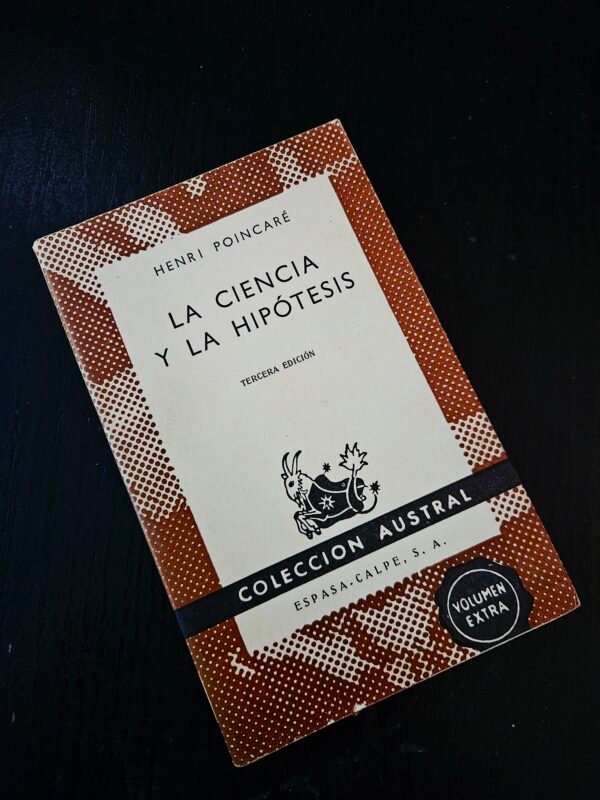 HENRI POINCARÉ
LA CIENCIA
Y LA HIPÓTESIS
TERCERA EDICIÓN
COLECCION AUSTRAL
ESPASA-CALPE, S. A.
VOLUMEN
EXTRA